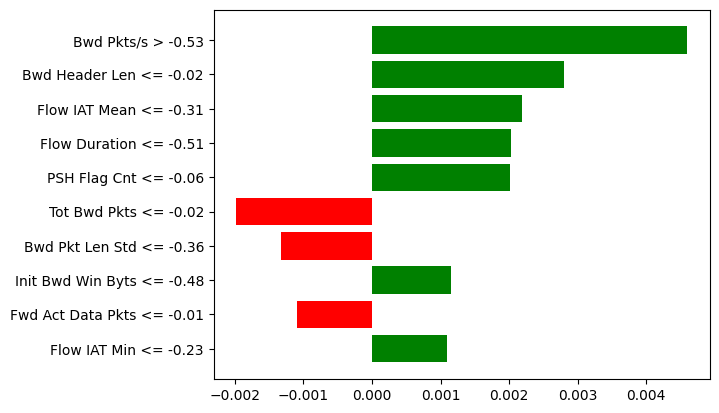 Bwd Pkts/s > -0.53
Bwd Header Len <= -0.02
Flow IAT Mean <= -0.31
Flow Duration <= -0.51
PSH Flag Cnt <= -0.06
Tot Bwd Pkts <= -0.02
Bwd Pkt Len Std <= -0.36
Init Bwd Win Byts <= -0.48
Fwd Act Data Pkts <= -0.01
Flow IAT Min <= -0.23
−0.002 −0.001 0.000 0.001 0.002 0.003 0.004